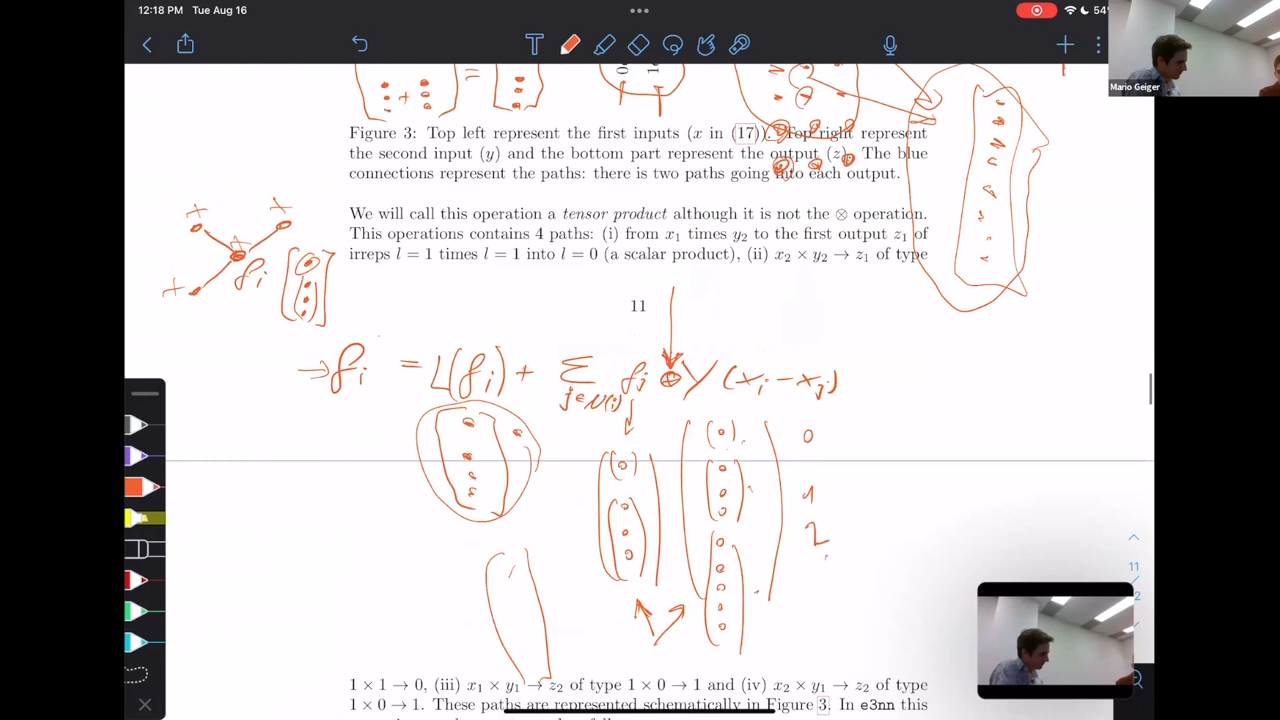 12:18 PM Tue Aug 16
54%
Mario Geiger
Figure 3: Top left represent the first inputs (x in (17)). Top right represent
the second input (y) and the bottom part represent the output (z). The blue
connections represent the paths: there is two paths going into each output.
We will call this operation a tensor product although it is not the ⊗ operation.
This operations contains 4 paths: (i) from x₁ times y₂ to the first output z₁ of
irreps l = 1 times l = 1 into l = 0 (a scalar product), (ii) x₂ × y₂ → z₁ of type
fi
11
→ fi = L(fi) + Σ j∈N(i) fj ⊗ Y(xi − xj)
0
1
2
11
1 × 1 → 0, (iii) x₁ × y₁ → z₂ of type 1 × 0 → 1 and (iv) x₂ × y₁ → z₂ of type
1 × 0 → 1. These paths are represented schematically in Figure 3. In e3nn this